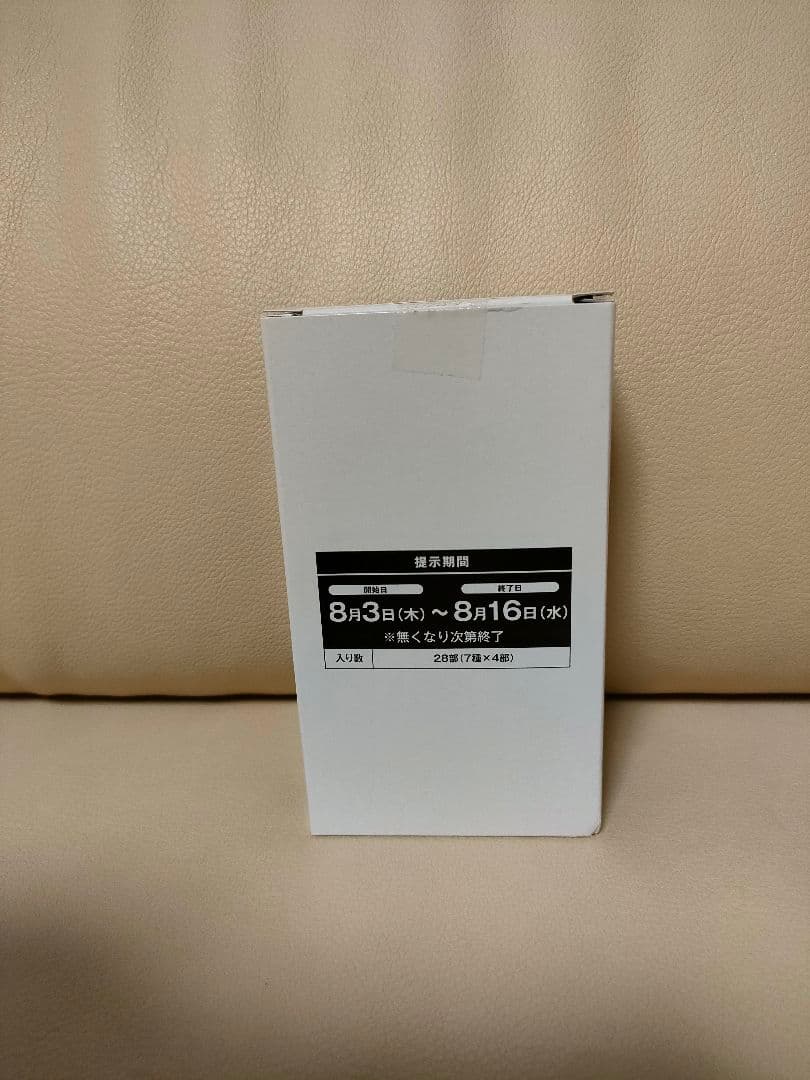 提示期間
開始日 終了日
8月3日(木) ～ 8月16日(水)
※無くなり次第終了
入り数 28部(7種×4部)